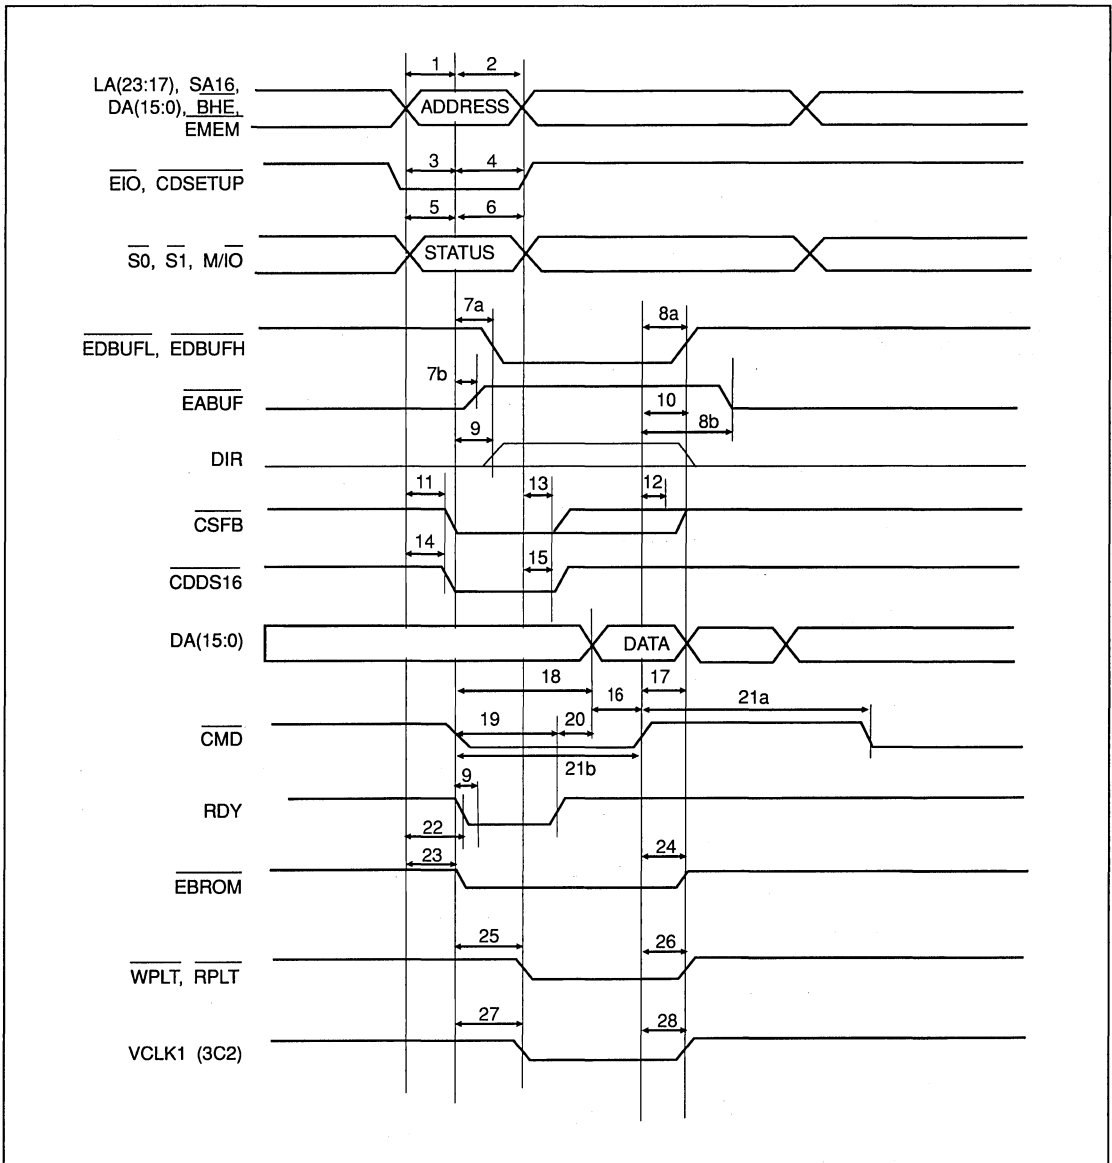 1 2
LA(23:17), SA16,
DA(15:0), BHE,
EMEM
ADDRESS
3 4
EIO, CDSETUP
5 6
S0, S1, M/IO
STATUS
7a 8a
EDBUFL, EDBUFH
7b
EABUF
10
8b
9
DIR
11 13 12
CSFB
14 15
CDDS16
DA(15:0)
DATA
18 17
16 21a
19 20
CMD
21b
9
RDY
22
23 24
EBROM
25 26
WPLT, RPLT
27 28
VCLK1 (3C2)